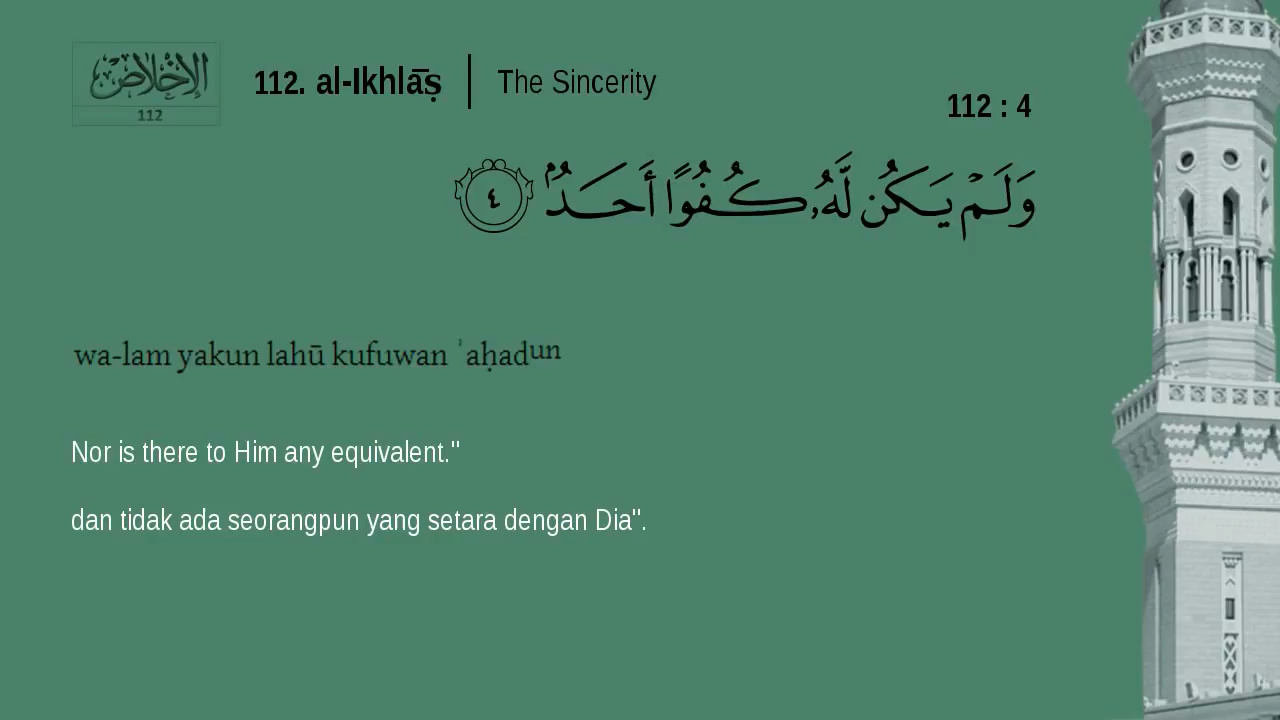 الإخلاص
112
112. al-Ikhlāṣ | The Sincerity
112 : 4
وَلَمْ يَكُن لَّهُۥ كُفُوًا أَحَدٌۢ ٤
wa-lam yakun lahū kufuwan ʾaḥadun
Nor is there to Him any equivalent."
dan tidak ada seorangpun yang setara dengan Dia".